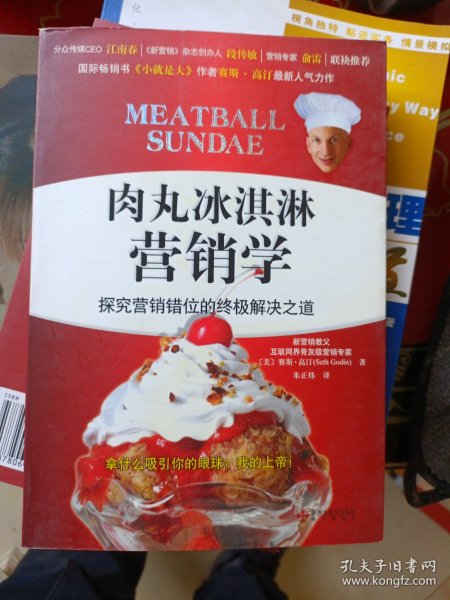 分众传媒CEO 江南春 《新营销》杂志创办人 段传敏 营销专家 俞雷 联袂推荐
国际畅销书《小就是大》作者赛斯·高汀最新人气力作
MEATBALL
SUNDAE
肉丸冰淇淋
营销学
探究营销错位的终极解决之道
新营销教父
互联网界骨灰级营销专家
〔美〕赛斯·高汀(Seth Godin) 著
朱正炜 译
拿什么吸引你的眼球?我的上帝!
视角独特 贴近实务 情景模拟
化
nic
y Way
ce
理
ISBN
孔夫子旧书网
www.kongfz.com